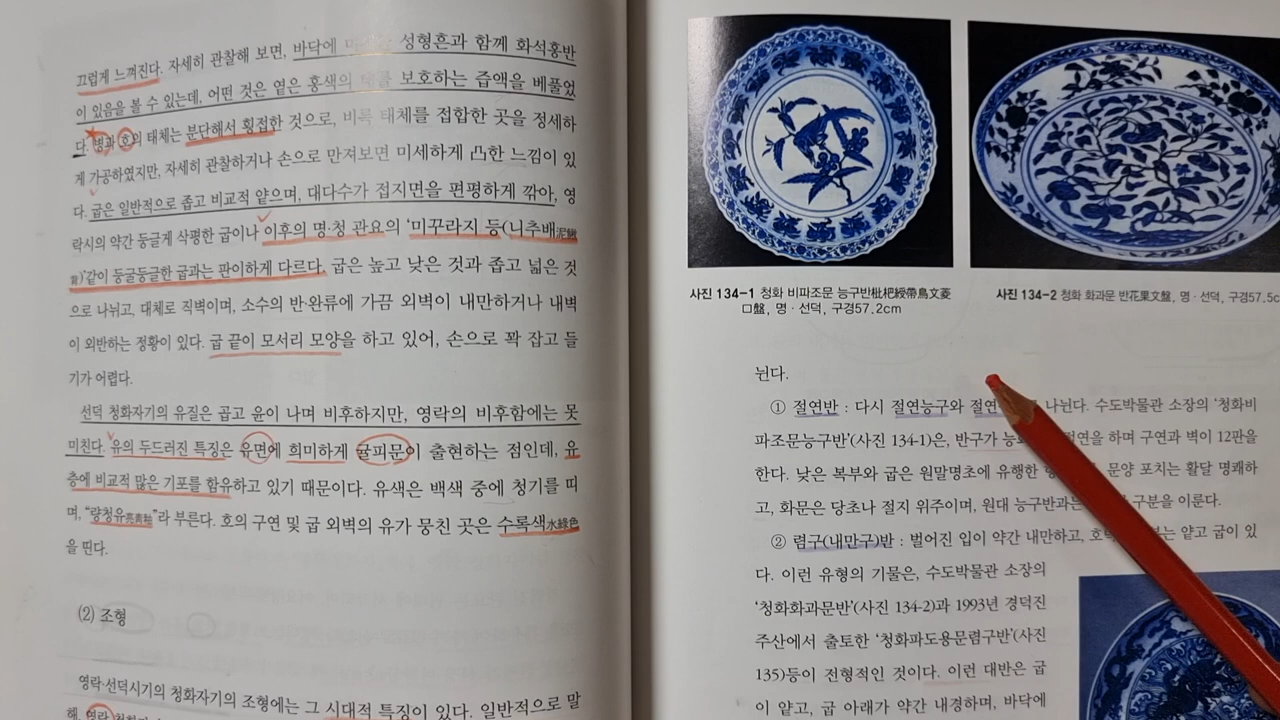 끄럽게 느껴진다. 자세히 관찰해 보면, 바닥에 성형흔과 함께 화석홍반
이 있음을 볼 수 있는데, 어떤 것은 옅은 홍색의 보호하는 즙액을 베풀었
다. 병과 호의 태체는 분단해서 횡접한 것으로, 비록 태체를 접합한 곳을 정세하
게 가공하였지만, 자세히 관찰하거나 손으로 만져보면 미세하게 凸한 느낌이 있
다. 굽은 일반적으로 좁고 비교적 얕으며, 대다수가 접지면을 편평하게 깎아, 영
락시의 약간 둥글게 삭평한 굽이나 이후의 명·청 관요의 '미꾸라지 등(니추배泥鰍
背)'같이 둥굴둥글한 굽과는 판이하게 다르다. 굽은 높고 낮은 것과 좁고 넓은 것
으로 나뉘고, 대체로 직벽이며, 소수의 반·완류에 가끔 외벽이 내만하거나 내벽
이 외반하는 정황이 있다. 굽 끝이 모서리 모양을 하고 있어, 손으로 꽉 잡고 들
기가 어렵다.
선덕 청화자기의 유질은 곱고 윤이 나며 비후하지만, 영락의 비후함에는 못
미친다. 유의 두드러진 특징은 유면에 희미하게 귤피문이 출현하는 점인데, 유
층에 비교적 많은 기포를 함유하고 있기 때문이다. 유색은 백색 중에 청기를 띠
며, "량청유亮靑釉"라 부른다. 호의 구연 및 굽 외벽의 유가 뭉친 곳은 수록색水綠色
을 띤다.
(2) 조형
영락·선덕시기의 청화자기의 조형에는 그 시대적 특징이 있다. 일반적으로 말
해, 영락
사진 134-1 청화 비파조문 능구반枇杷綬帶鳥文菱
口盤, 명·선덕, 구경57.2cm
사진 134-2 청화 화과문 반花果文盤, 명·선덕, 구경57.5c
뉜다.
① 절연반 : 다시 절연능구와 절연 나뉜다. 수도박물관 소장의 '청화비
파조문능구반'(사진 134-1)은, 반구가 절연을 하며 구연과 벽이 12판을
한다. 낮은 복부와 굽은 원말명초에 유행한 문양 포치는 활달 명쾌하
고, 화문은 당초나 절지 위주이며, 원대 능구반과는 구분을 이룬다.
② 렴구(내만구)반 : 벌어진 입이 약간 내만하고, 얕고 굽이 있
다. 이런 유형의 기물은, 수도박물관 소장의
'청화화과문반'(사진 134-2)과 1993년 경덕진
주산에서 출토한 '청화파도용문렴구반'(사진
135)등이 전형적인 것이다. 이런 대반은 굽
이 얕고, 굽 아래가 약간 내경하며, 바닥에